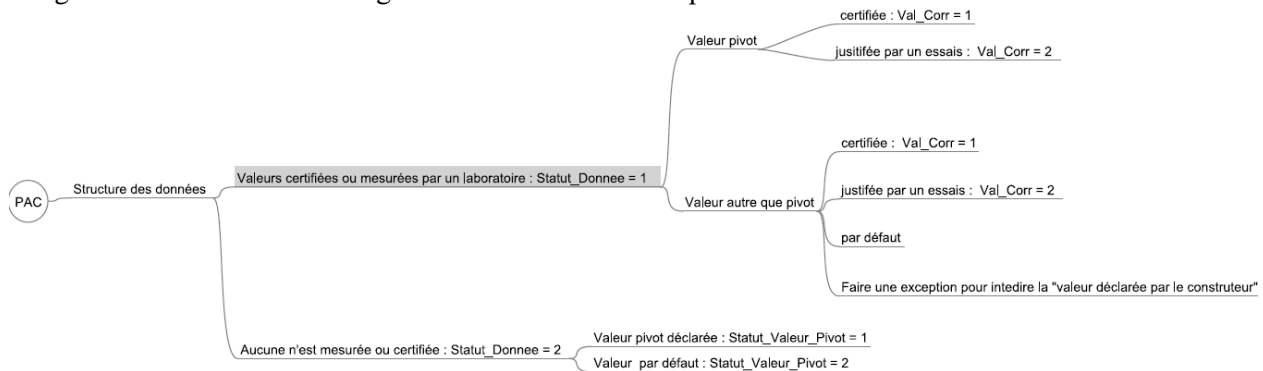 certifiée : Val_Corr = 1
Valeur pivot
jusitifée par un essais : Val_Corr = 2
certifiée : Val_Corr = 1
Valeurs certifiées ou mesurées par un laboratoire : Statut_Donnee = 1
Structure des données
justifée par un essais : Val_Corr = 2
PAC
Valeur autre que pivot
par défaut
Faire une exception pour intedire la "valeur déclarée par le construteur"
Valeur pivot déclarée : Statut_Valeur_Pivot = 1
Aucune n'est mesurée ou certifiée : Statut_Donnee = 2
Valeur par défaut : Statut_Valeur_Pivot = 2